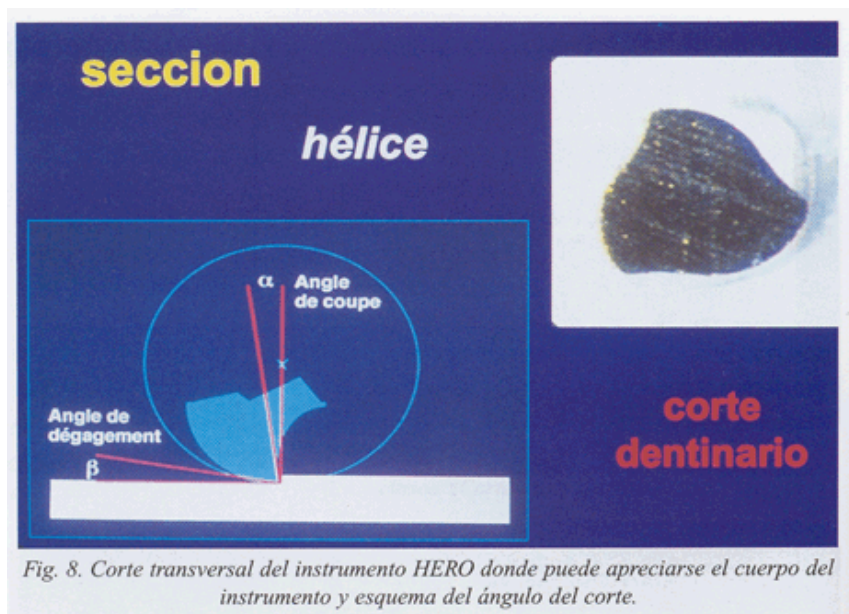 seccion
hélice
α
Angle
de coupe
Angle de
dégagement
β
corte
dentinario
Fig. 8. Corte transversal del instrumento HERO donde puede apreciarse el cuerpo del
instrumento y esquema del ángulo del corte.